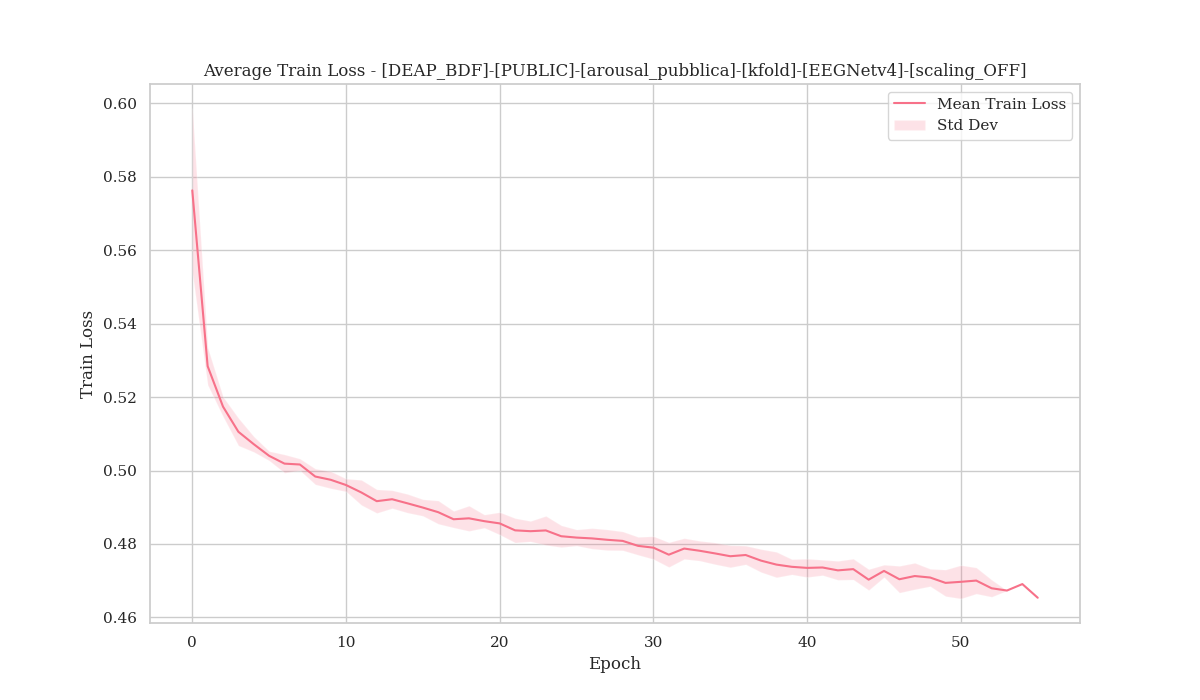 Average Train Loss - [DEAP_BDF]-[PUBLIC]-[arousal_pubblica]-[kfold]-[EEGNetv4]-[scaling_OFF]
Mean Train Loss
Std Dev
Train Loss
0.60
0.58
0.56
0.54
0.52
0.50
0.48
0.46
0
10
20
30
40
50
Epoch